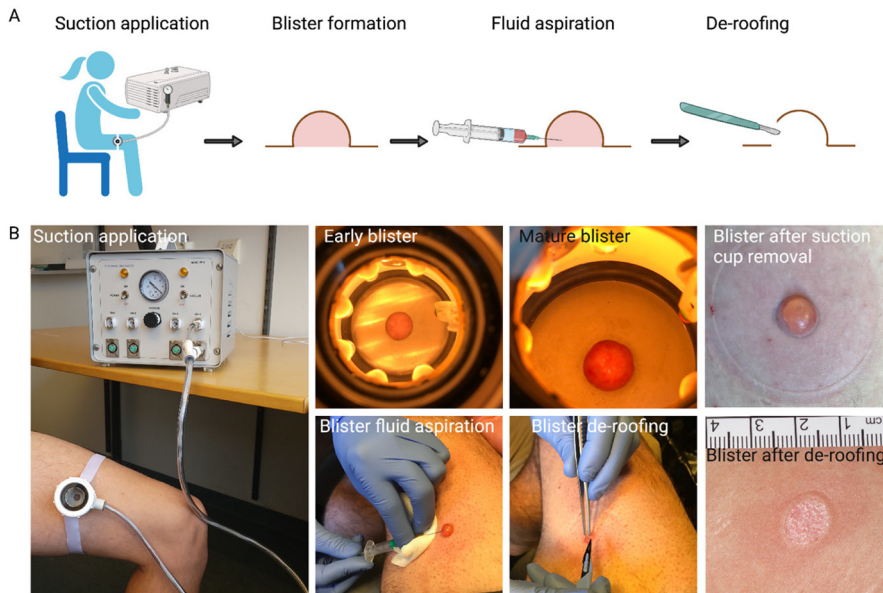 A
Suction application
Blister formation
Fluid aspiration
De-roofing
B
Suction application
Early blister
Mature blister
Blister after suction
cup removal
Blister fluid aspiration
Blister de-roofing
4 3 2 1 cm
Blister after de-roofing